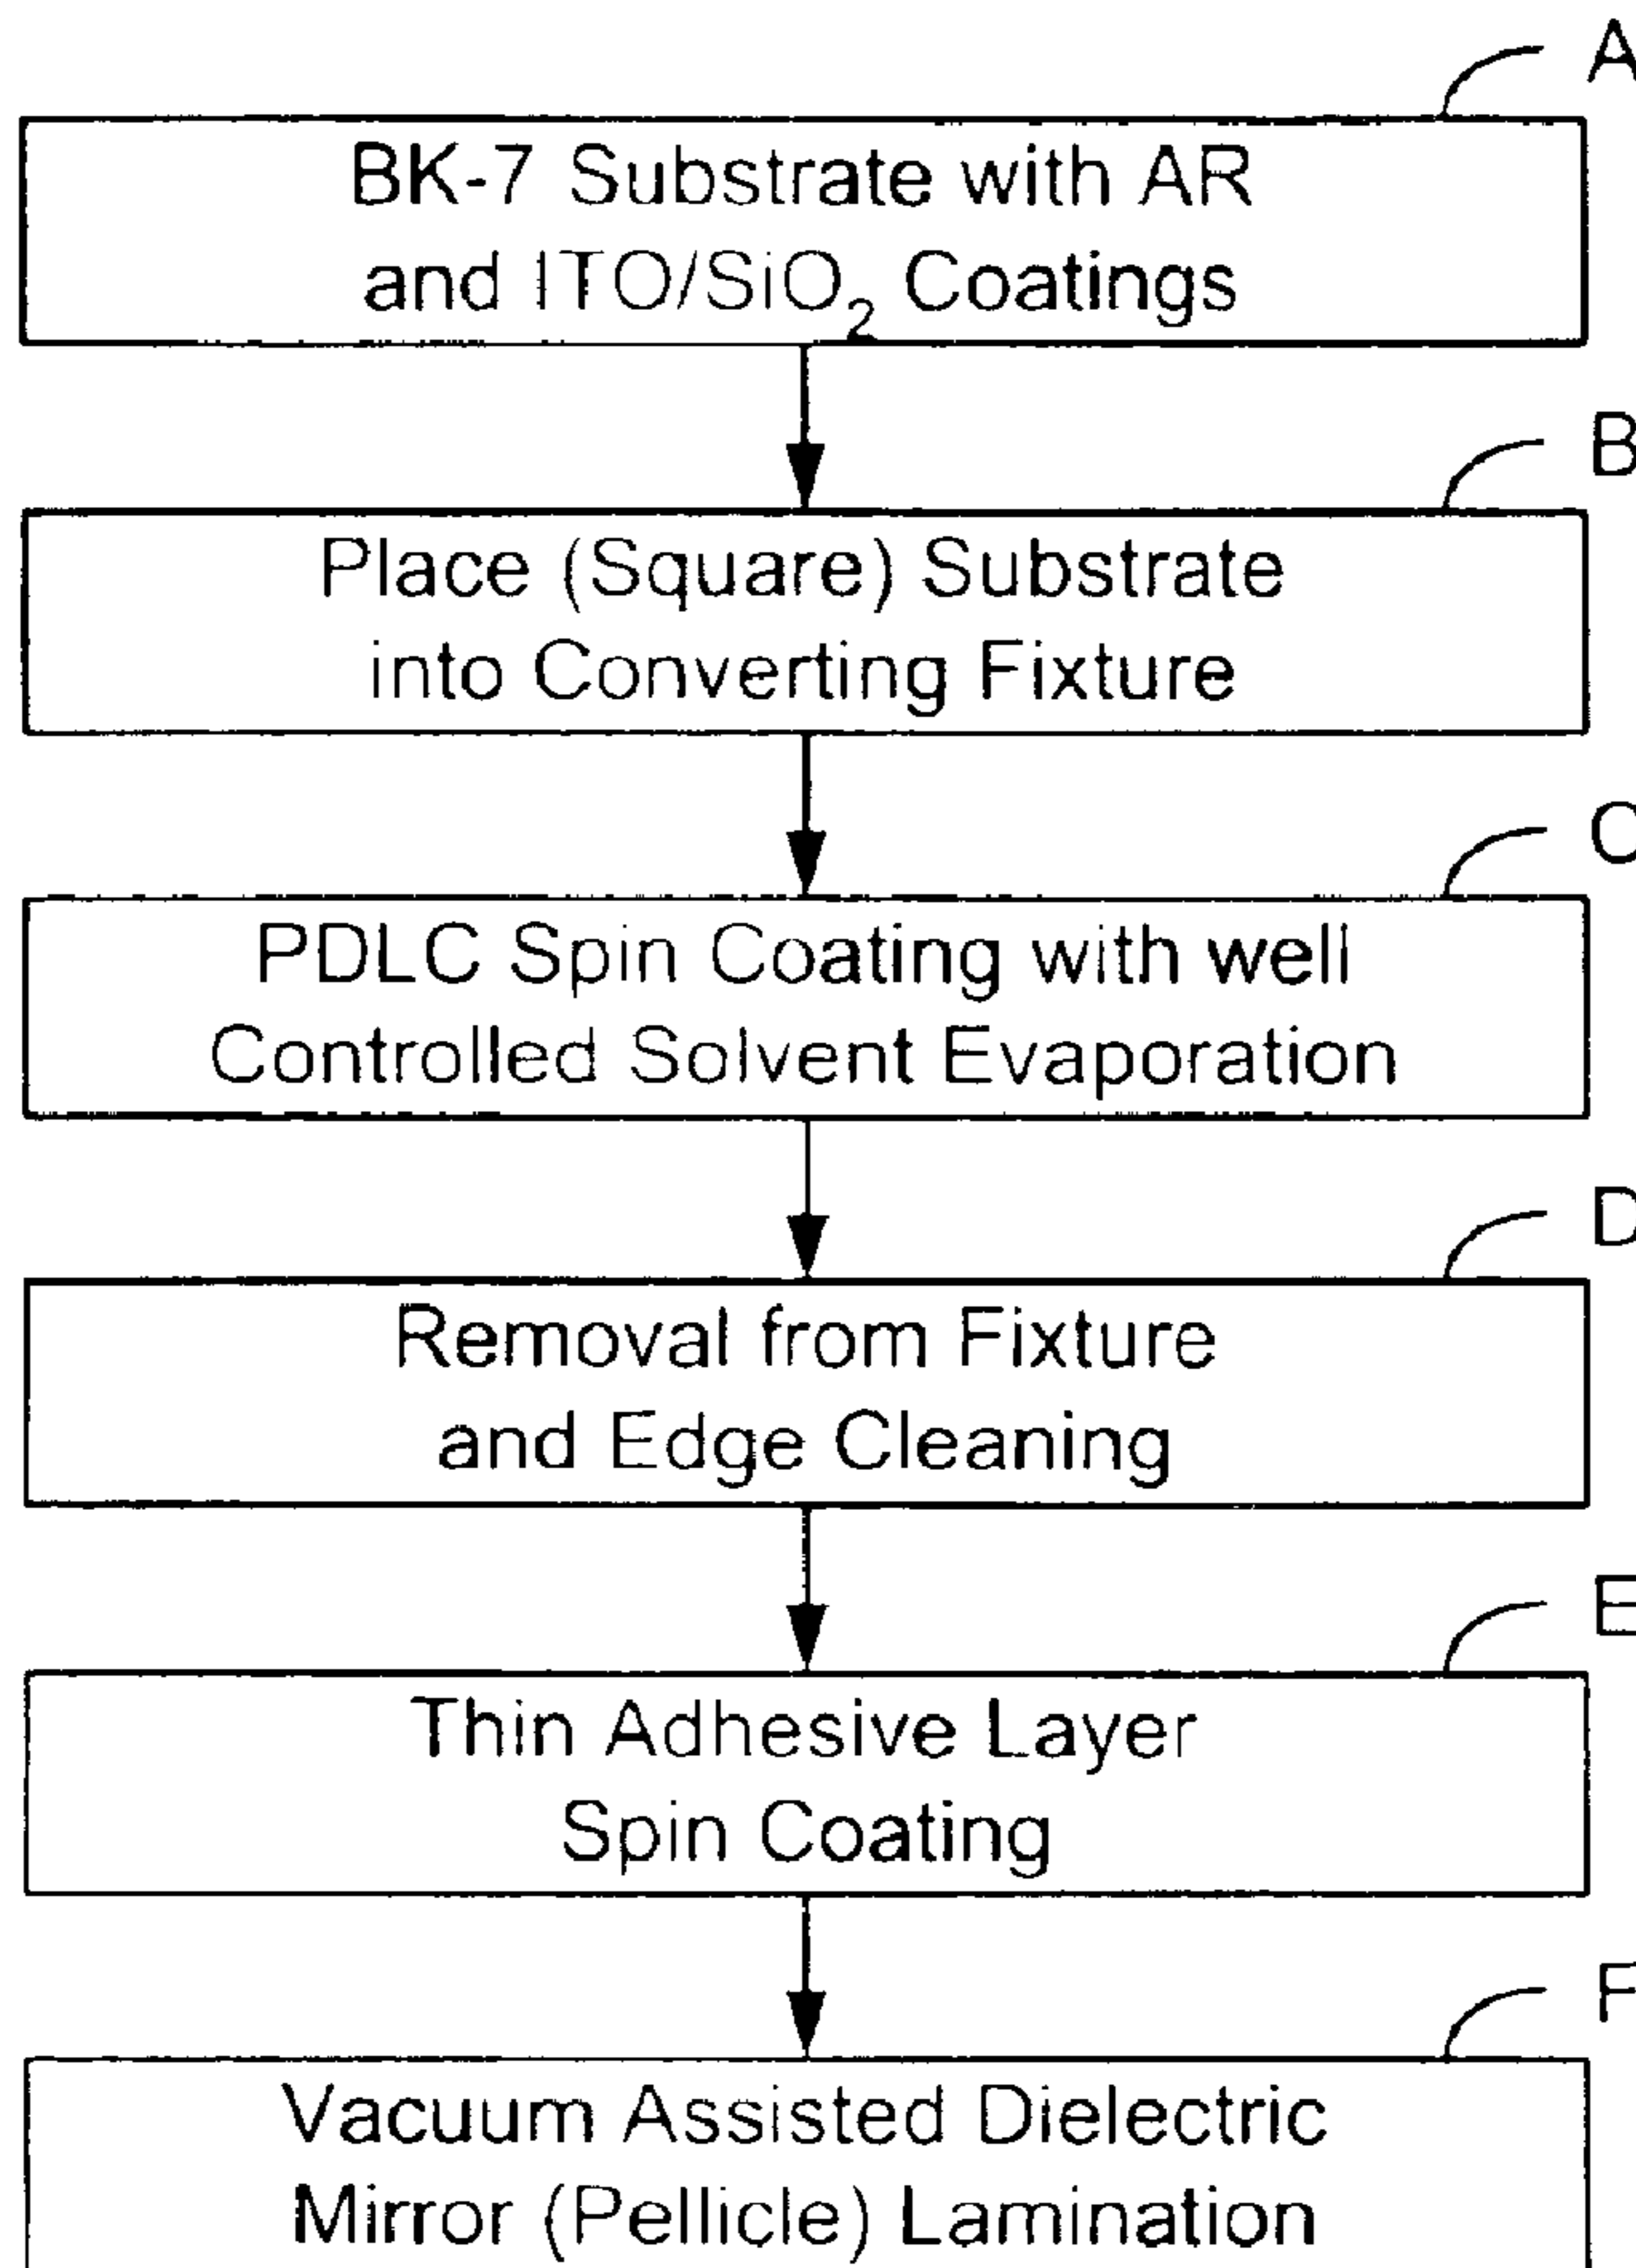 A
BK-7 Substrate with AR
and ITO/SiO₂ Coatings
B
Place (Square) Substrate
into Converting Fixture
C
PDLC Spin Coating with well
Controlled Solvent Evaporation
D
Removal from Fixture
and Edge Cleaning
E
Thin Adhesive Layer
Spin Coating
F
Vacuum Assisted Dielectric
Mirror (Pellicle) Lamination